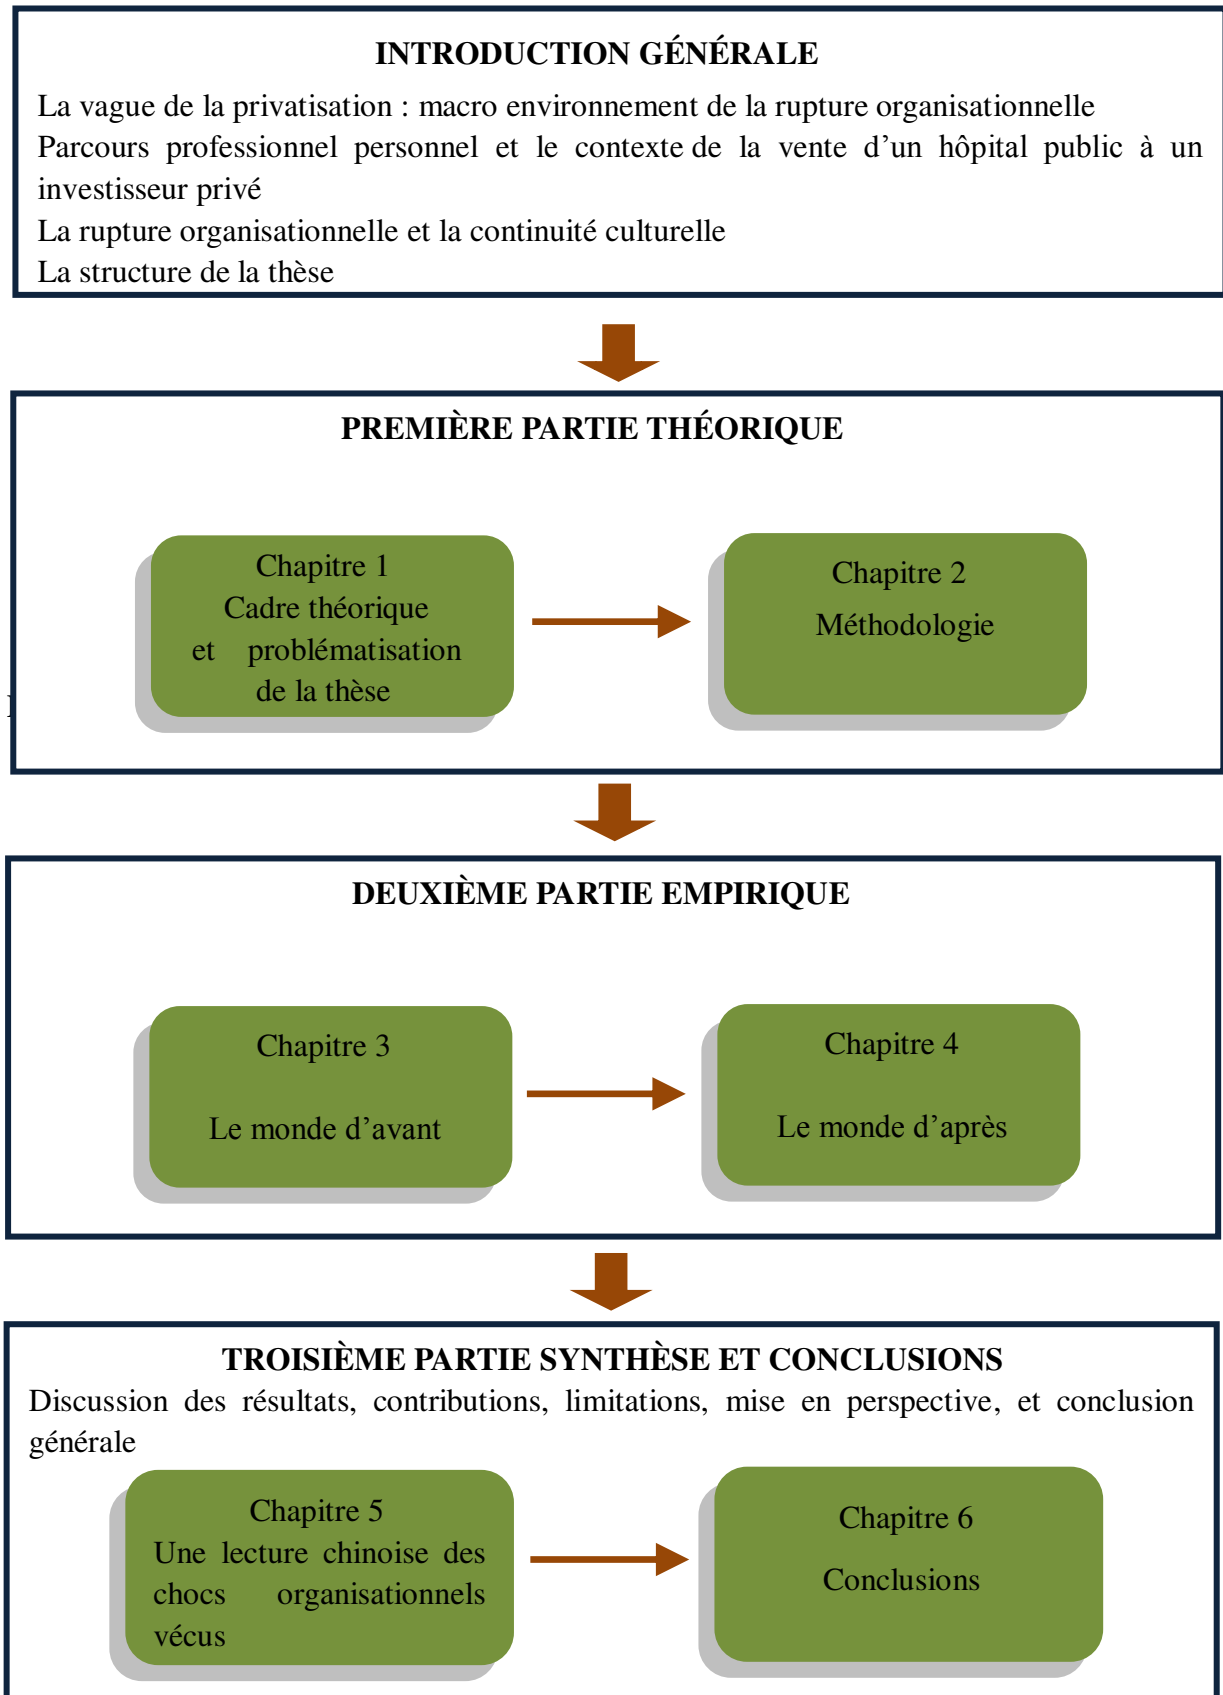 INTRODUCTION GÉNÉRALE
La vague de la privatisation : macro environnement de la rupture organisationnelle
Parcours professionnel personnel et le contexte de la vente d’un hôpital public à un
investisseur privé
La rupture organisationnelle et la continuité culturelle
La structure de la thèse
PREMIÈRE PARTIE THÉORIQUE
Chapitre 1
Cadre théorique
et problématisation
de la thèse
Chapitre 2
Méthodologie
DEUXIÈME PARTIE EMPIRIQUE
Chapitre 3
Le monde d’avant
Chapitre 4
Le monde d’après
TROISIÈME PARTIE SYNTHÈSE ET CONCLUSIONS
Discussion des résultats, contributions, limitations, mise en perspective, et conclusion
générale
Chapitre 5
Une lecture chinoise des
chocs organisationnels
vécus
Chapitre 6
Conclusions